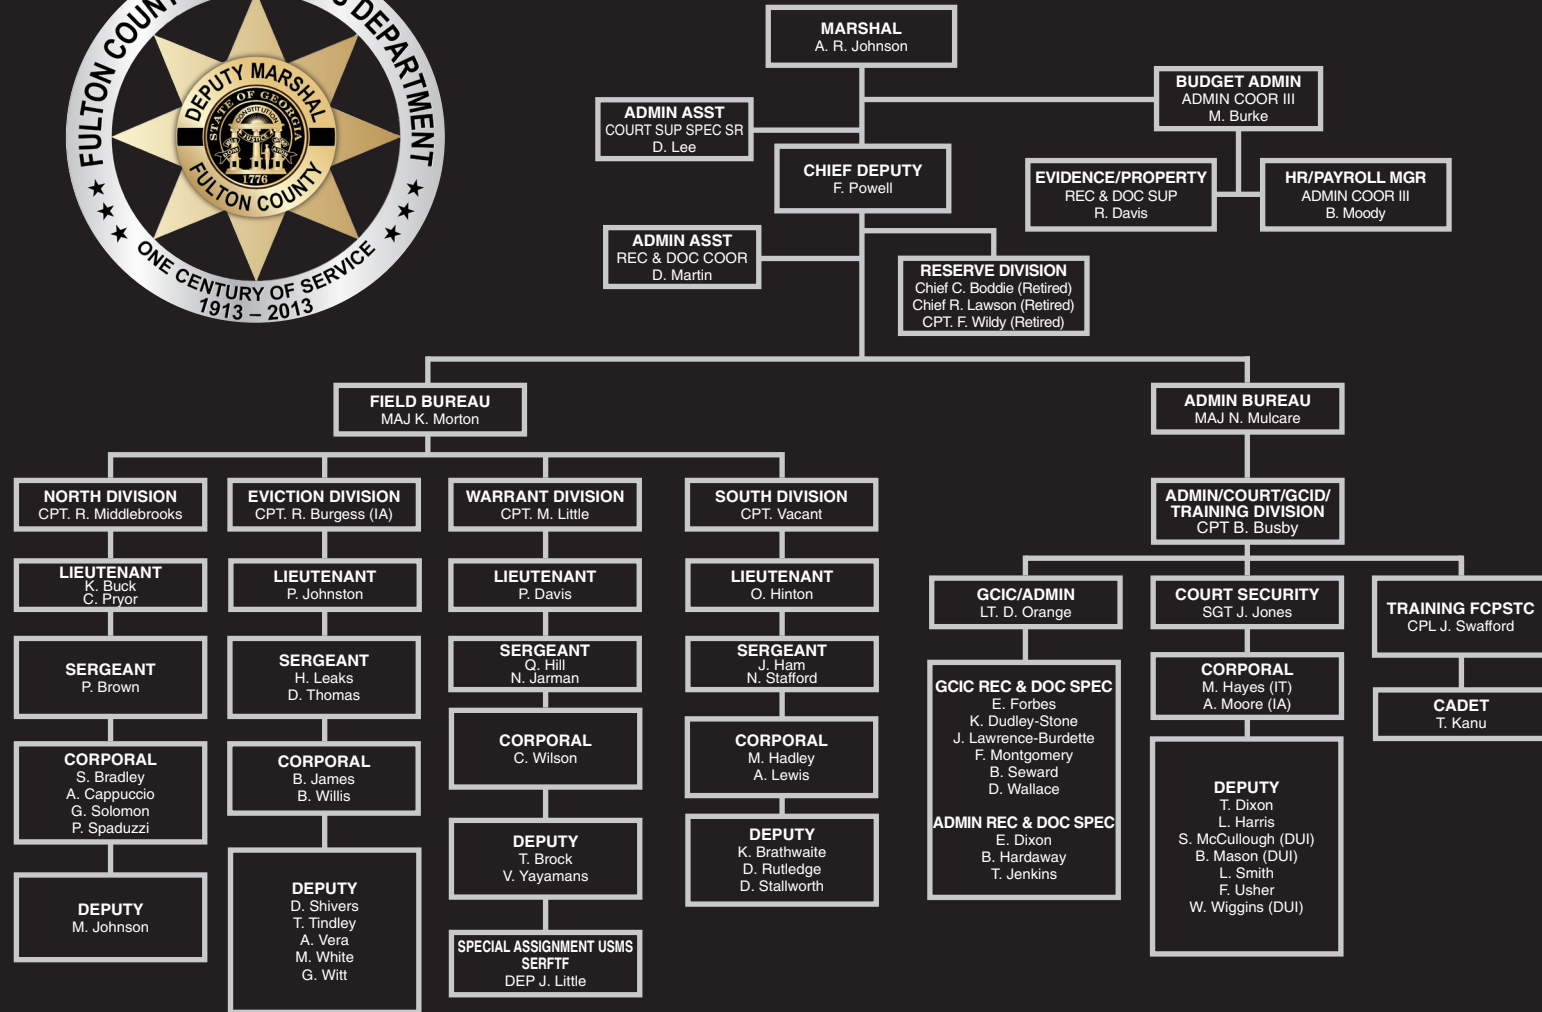 FULTON COUNTY
S DEPARTMENT
DEPUTY MARSHAL
STATE OF GEORGIA
CONSTITUTION
JUSTICE
1776
FULTON COUNTY
ONE CENTURY OF SERVICE
1913 – 2013
MARSHAL
A. R. Johnson
BUDGET ADMIN
ADMIN COOR III
M. Burke
ADMIN ASST
COURT SUP SPEC SR
D. Lee
CHIEF DEPUTY
F. Powell
EVIDENCE/PROPERTY
REC & DOC SUP
R. Davis
HR/PAYROLL MGR
ADMIN COOR III
B. Moody
ADMIN ASST
REC & DOC COOR
D. Martin
RESERVE DIVISION
Chief C. Boddie (Retired)
Chief R. Lawson (Retired)
CPT. F. Wildy (Retired)
FIELD BUREAU
MAJ K. Morton
ADMIN BUREAU
MAJ N. Mulcare
NORTH DIVISION
CPT. R. Middlebrooks
LIEUTENANT
K. Buck
C. Pryor
SERGEANT
P. Brown
CORPORAL
S. Bradley
A. Cappuccio
G. Solomon
P. Spaduzzi
DEPUTY
M. Johnson
EVICTION DIVISION
CPT. R. Burgess (IA)
LIEUTENANT
P. Johnston
SERGEANT
H. Leaks
D. Thomas
CORPORAL
B. James
B. Willis
DEPUTY
D. Shivers
T. Tindley
A. Vera
M. White
G. Witt
WARRANT DIVISION
CPT. M. Little
LIEUTENANT
P. Davis
SERGEANT
Q. Hill
N. Jarman
CORPORAL
C. Wilson
DEPUTY
T. Brock
V. Yayamans
SPECIAL ASSIGNMENT USMS
SERFTF
DEP J. Little
SOUTH DIVISION
CPT. Vacant
LIEUTENANT
O. Hinton
SERGEANT
J. Ham
N. Stafford
CORPORAL
M. Hadley
A. Lewis
DEPUTY
K. Brathwaite
D. Rutledge
D. Stallworth
ADMIN/COURT/GCID/
TRAINING DIVISION
CPT B. Busby
GCIC/ADMIN
LT. D. Orange
GCIC REC & DOC SPEC
E. Forbes
K. Dudley-Stone
J. Lawrence-Burdette
F. Montgomery
B. Seward
D. Wallace
ADMIN REC & DOC SPEC
E. Dixon
B. Hardaway
T. Jenkins
COURT SECURITY
SGT J. Jones
CORPORAL
M. Hayes (IT)
A. Moore (IA)
DEPUTY
T. Dixon
L. Harris
S. McCullough (DUI)
B. Mason (DUI)
L. Smith
F. Usher
W. Wiggins (DUI)
TRAINING FCPSTC
CPL J. Swafford
CADET
T. Kanu